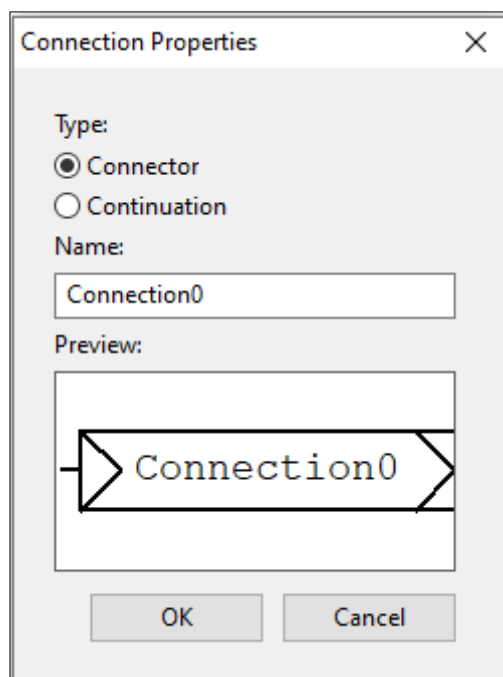 Connection Properties
Type:
Connector
Continuation
Name:
Connection0
Preview:
Connection0
OK
Cancel